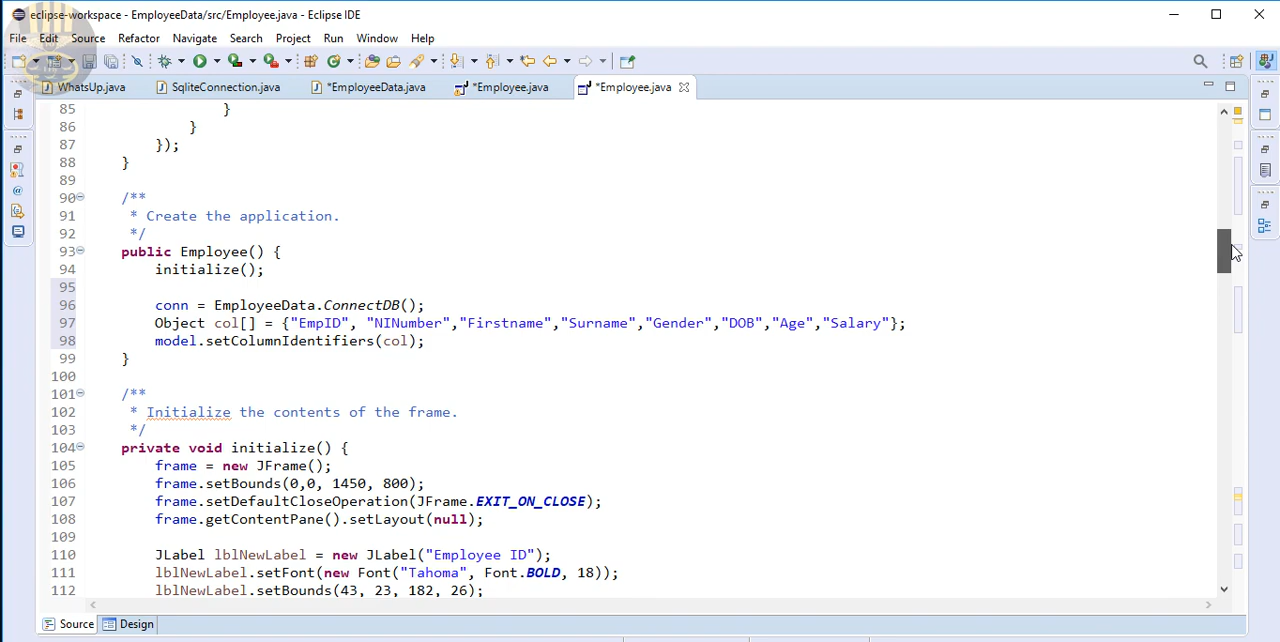 eclipse-workspace - EmployeeData/src/Employee.java - Eclipse IDE
File Edit Source Refactor Navigate Search Project Run Window Help
WhatsUp.java SqliteConnection.java *EmployeeData.java *Employee.java *Employee.java
85 }
86 }
87 });
88 }
89
90 /**
91 * Create the application.
92 */
93 public Employee() {
94 initialize();
95
96 conn = EmployeeData.ConnectDB();
97 Object col[] = {"EmpID", "NINumber","Firstname","Surname","Gender","DOB","Age","Salary"};
98 model.setColumnIdentifiers(col);
99 }
100
101 /**
102 * Initialize the contents of the frame.
103 */
104 private void initialize() {
105 frame = new JFrame();
106 frame.setBounds(0,0, 1450, 800);
107 frame.setDefaultCloseOperation(JFrame.EXIT_ON_CLOSE);
108 frame.getContentPane().setLayout(null);
109
110 JLabel lblNewLabel = new JLabel("Employee ID");
111 lblNewLabel.setFont(new Font("Tahoma", Font.BOLD, 18));
112 lblNewLabel.setBounds(43, 23, 182, 26);
Source Design